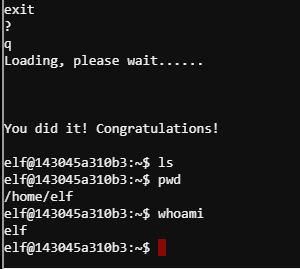 exit
?
q
Loading, please wait......
You did it! Congratulations!
elf@143045a310b3:~$ ls
elf@143045a310b3:~$ pwd
/home/elf
elf@143045a310b3:~$ whoami
elf
elf@143045a310b3:~$